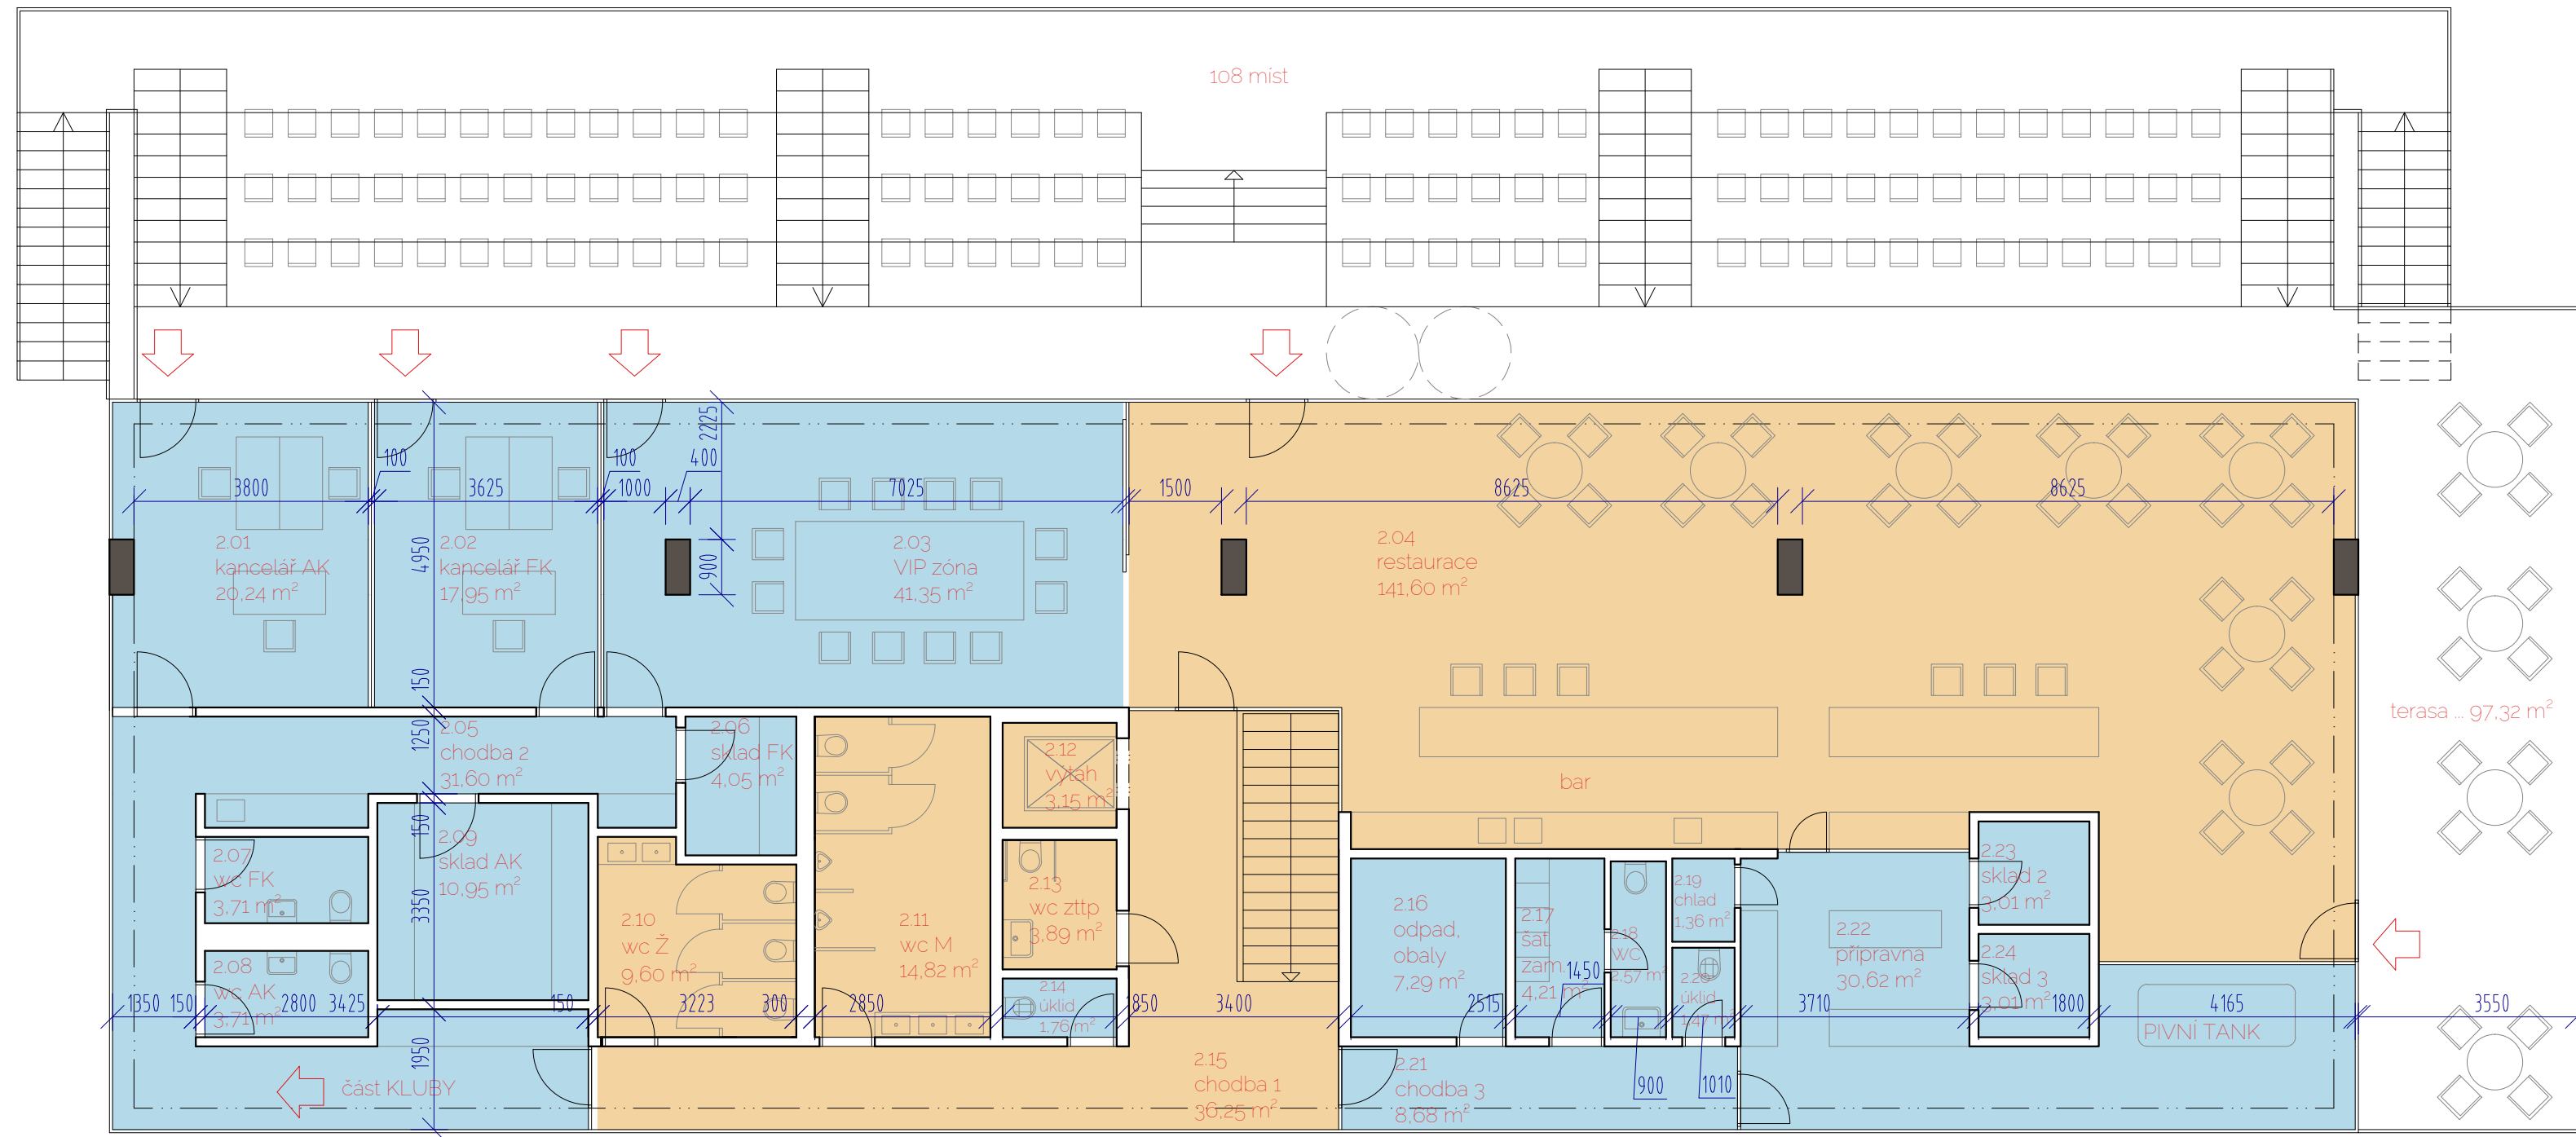 108 míst
2225
100
100
400
3800
3625
1000
7025
1500
8625
8625
4950
900
2.01
kancelář AK
20,24 m²
2.02
kancelář FK
17,95 m²
2.03
VIP zóna
41,35 m²
2.04
restaurace
141,60 m²
150
1250
2.05
chodba 2
31,60 m²
2.06
sklad FK
4,05 m²
2.12
výtah
3,15 m²
bar
terasa ... 97,32 m²
150
3350
2.07
wc FK
3,71 m²
2.09
sklad AK
10,95 m²
2.08
wc AK
3,71 m²
2.10
wc Ž
9,60 m²
2.11
wc M
14,82 m²
2.13
wc zttp
3,89 m²
2.14
úklid
1,76 m²
2.16
odpad,
obaly
7,29 m²
2.17
šat.
zam.
4,21 m²
2.18
WC
2,57 m²
2.19
chlad
1,36 m²
2.20
úklid
1,47 m²
2.22
přípravna
30,62 m²
2.23
sklad 2
3,01 m²
2.24
sklad 3
3,01 m²
1350
150
2800
3425
150
3223
300
2850
1850
3400
2515
1450
3710
1800
4165
3550
PIVNÍ TANK
1950
část KLUBY
2.15
chodba 1
36,25 m²
2.21
chodba 3
8,68 m²
900
1010